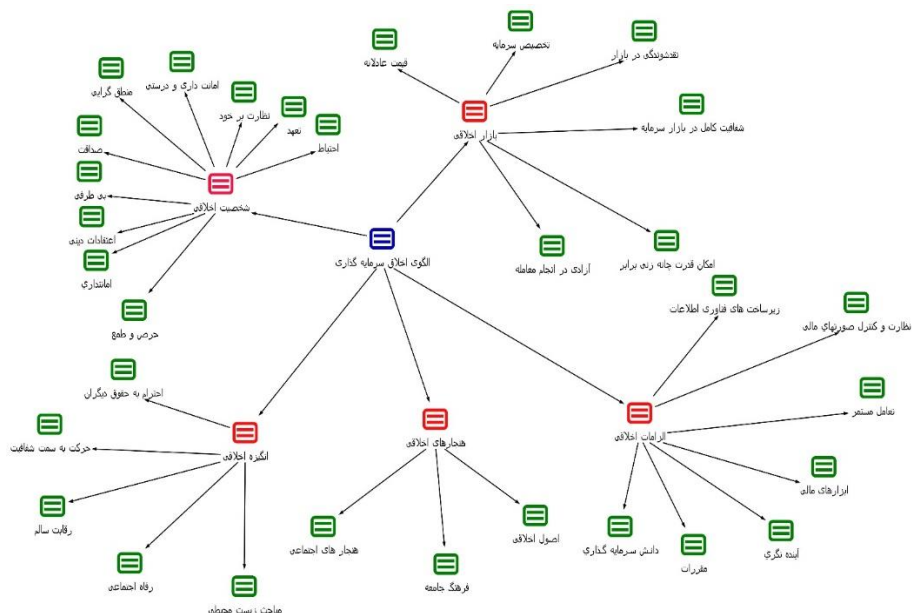 تخصیص سرمایه
قیمت عادلانه
نقدشوندگی در بازار
شفافیت کامل در بازار سرمایه
بازار اخلاقی
امکان قدرت چانه زنی برابر
آزادی در انجام معامله
امانت داری و درستی
منطق گرایی
نظارت بر خود
تعهد
احتیاط
صداقت
بی طرفی
شخصیت اخلاقی
اعتقادات دینی
امانتداری
حرص و طمع
الگوی اخلاق سرمایه گذاری
زیرساخت های فناوری اطلاعات
نظارت و کنترل صورتهای مالی
تعامل مستمر
الزامات اخلاقی
ابزارهای مالی
آینده نگری
مقررات
دانش سرمایه گذاری
هنجارهای اخلاقی
اصول اخلاقی
فرهنگ جامعه
هنجار های اجتماعی
احترام به حقوق دیگران
انگیزه اخلاقی
حرکت به سمت شفافیت
رقابت سالم
رفاه اجتماعی
مباحث زیست محیطی